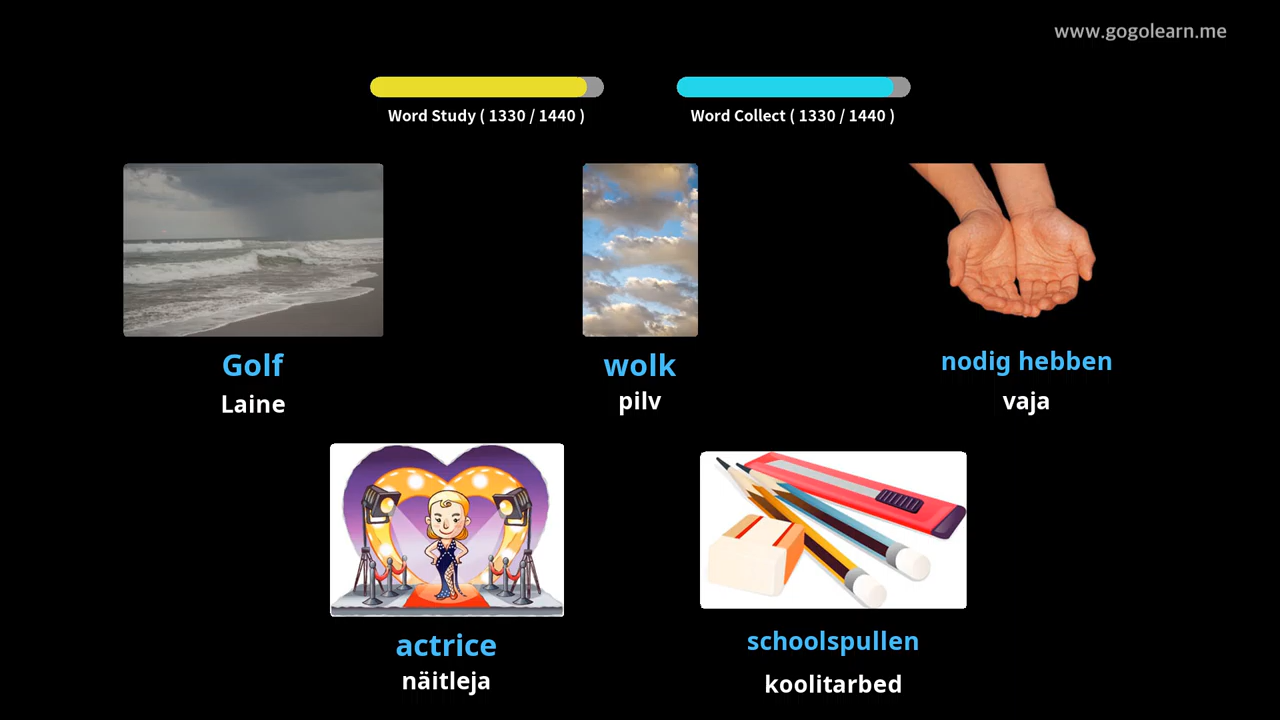 www.gogolearn.me
Word Study ( 1330 / 1440 )
Word Collect ( 1330 / 1440 )
Golf
Laine
wolk
pilv
nodig hebben
vaja
actrice
näitleja
schoolspullen
koolitarbed